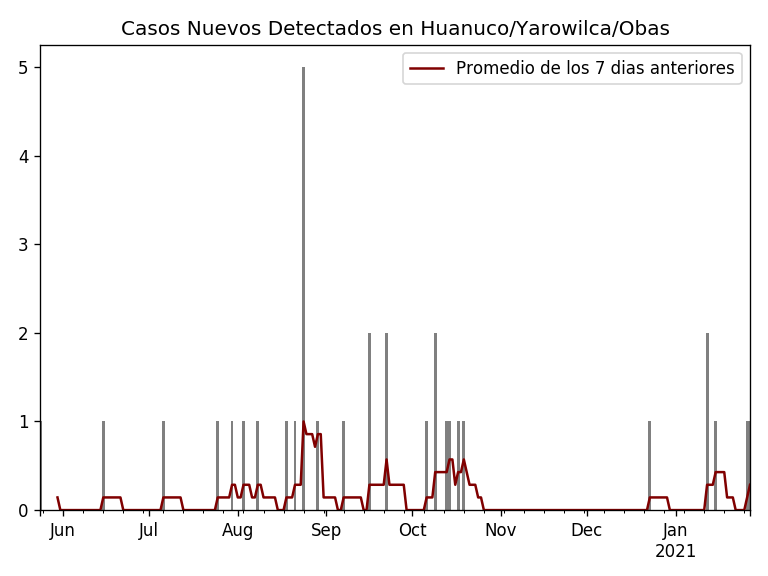 Casos Nuevos Detectados en Huanuco/Yarowilca/Obas
Promedio de los 7 dias anteriores
5
4
3
2
1
0
Jun Jul Aug Sep Oct Nov Dec Jan
2021